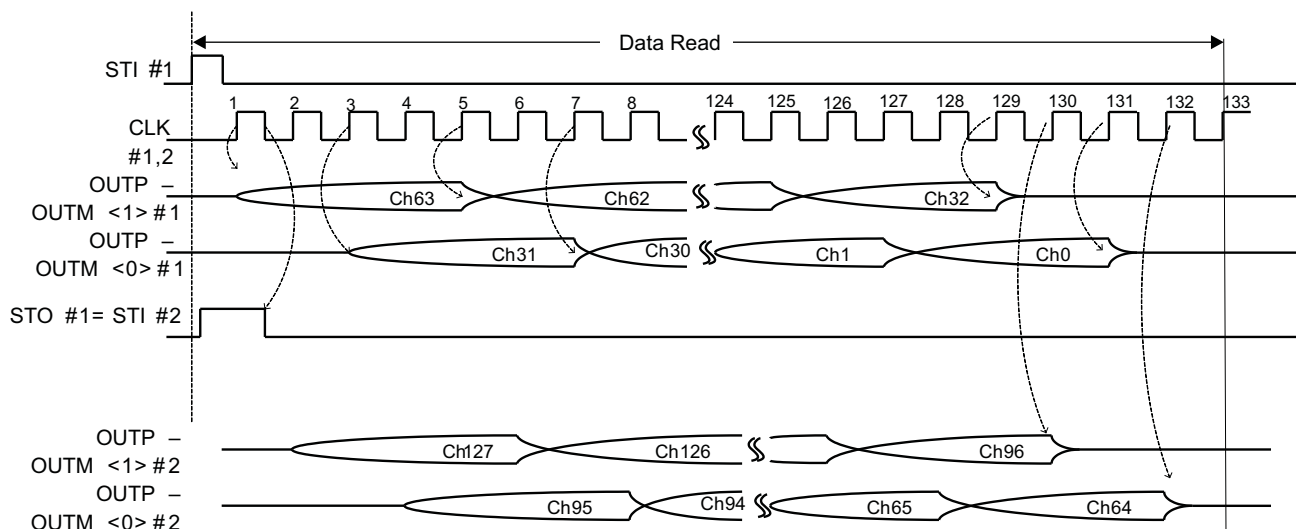 Data Read
STI #1
1 2 3 4 5 6 7 8 124 125 126 127 128 129 130 131 132 133
CLK
#1,2
OUTP –
OUTM <1> #1
Ch63 Ch62 Ch32
OUTP –
OUTM <0> #1
Ch31 Ch30 Ch1 Ch0
STO #1= STI #2
OUTP –
OUTM <1> #2
Ch127 Ch126 Ch96
OUTP –
OUTM <0> #2
Ch95 Ch94 Ch65 Ch64